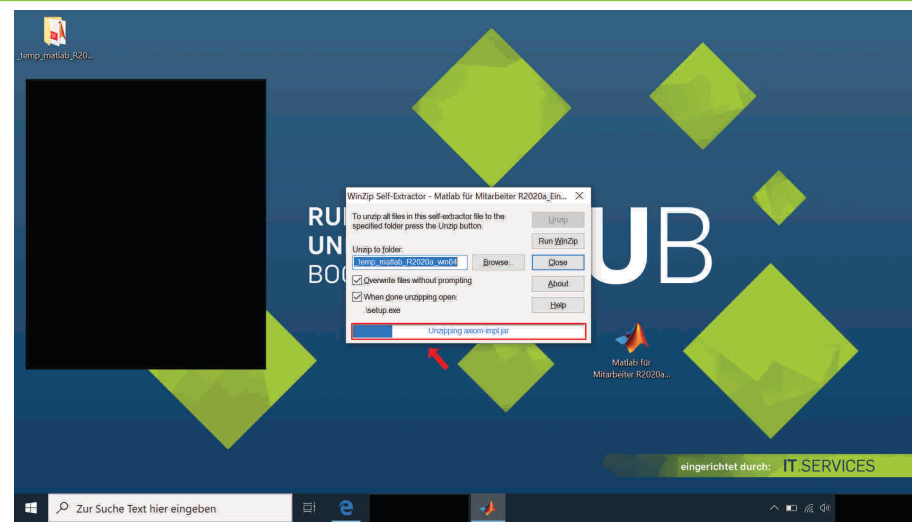 _temp_matlab_R20...
RU
UN
BOC
UB
WinZip Self-Extractor - Matlab für Mitarbeiter R2020a_Ein...
To unzip all files in this self-extractor file to the
specified folder press the Unzip button.
Unzip to folder:
_temp_matlab_R2020a_win64
Browse...
Overwrite files without prompting
When done unzipping open:
.\setup.exe
Unzip
Run WinZip
Close
About
Help
Unzipping axiom-impl.jar
Matlab für
Mitarbeiter R2020a...
eingerichtet durch: IT.SERVICES
Zur Suche Text hier eingeben